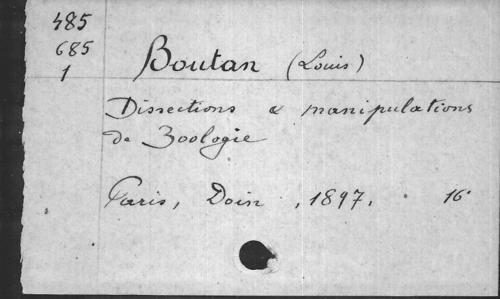 485
685
1
Boutan (Louis)
Dissections & manipulations
de Zoologie
Paris, Doin, 1897. 16°